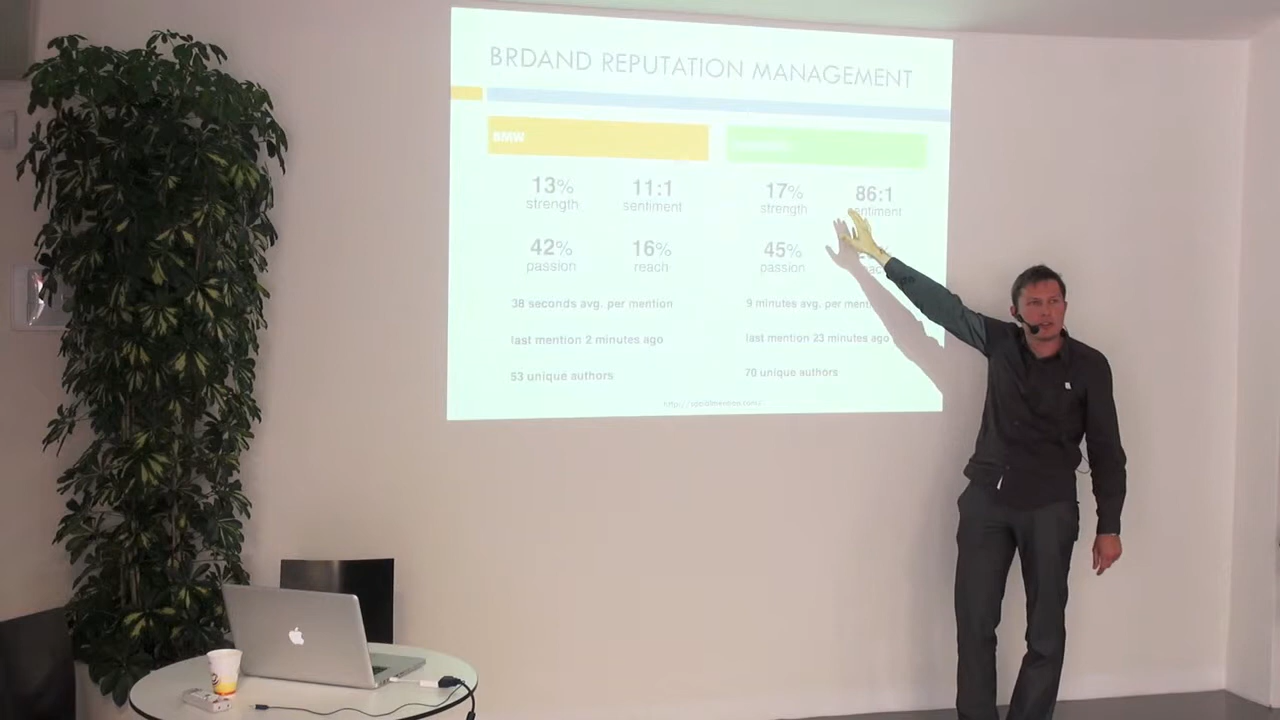 BRDAND REPUTATION MANAGEMENT
BMW
13% 11:1
strength sentiment
42% 16%
passion reach
38 seconds avg. per mention
last mention 2 minutes ago
53 unique authors
17% 86:1
strength sentiment
45%
passion
9 minutes avg. per
last mention 23 minutes ago
70 unique authors